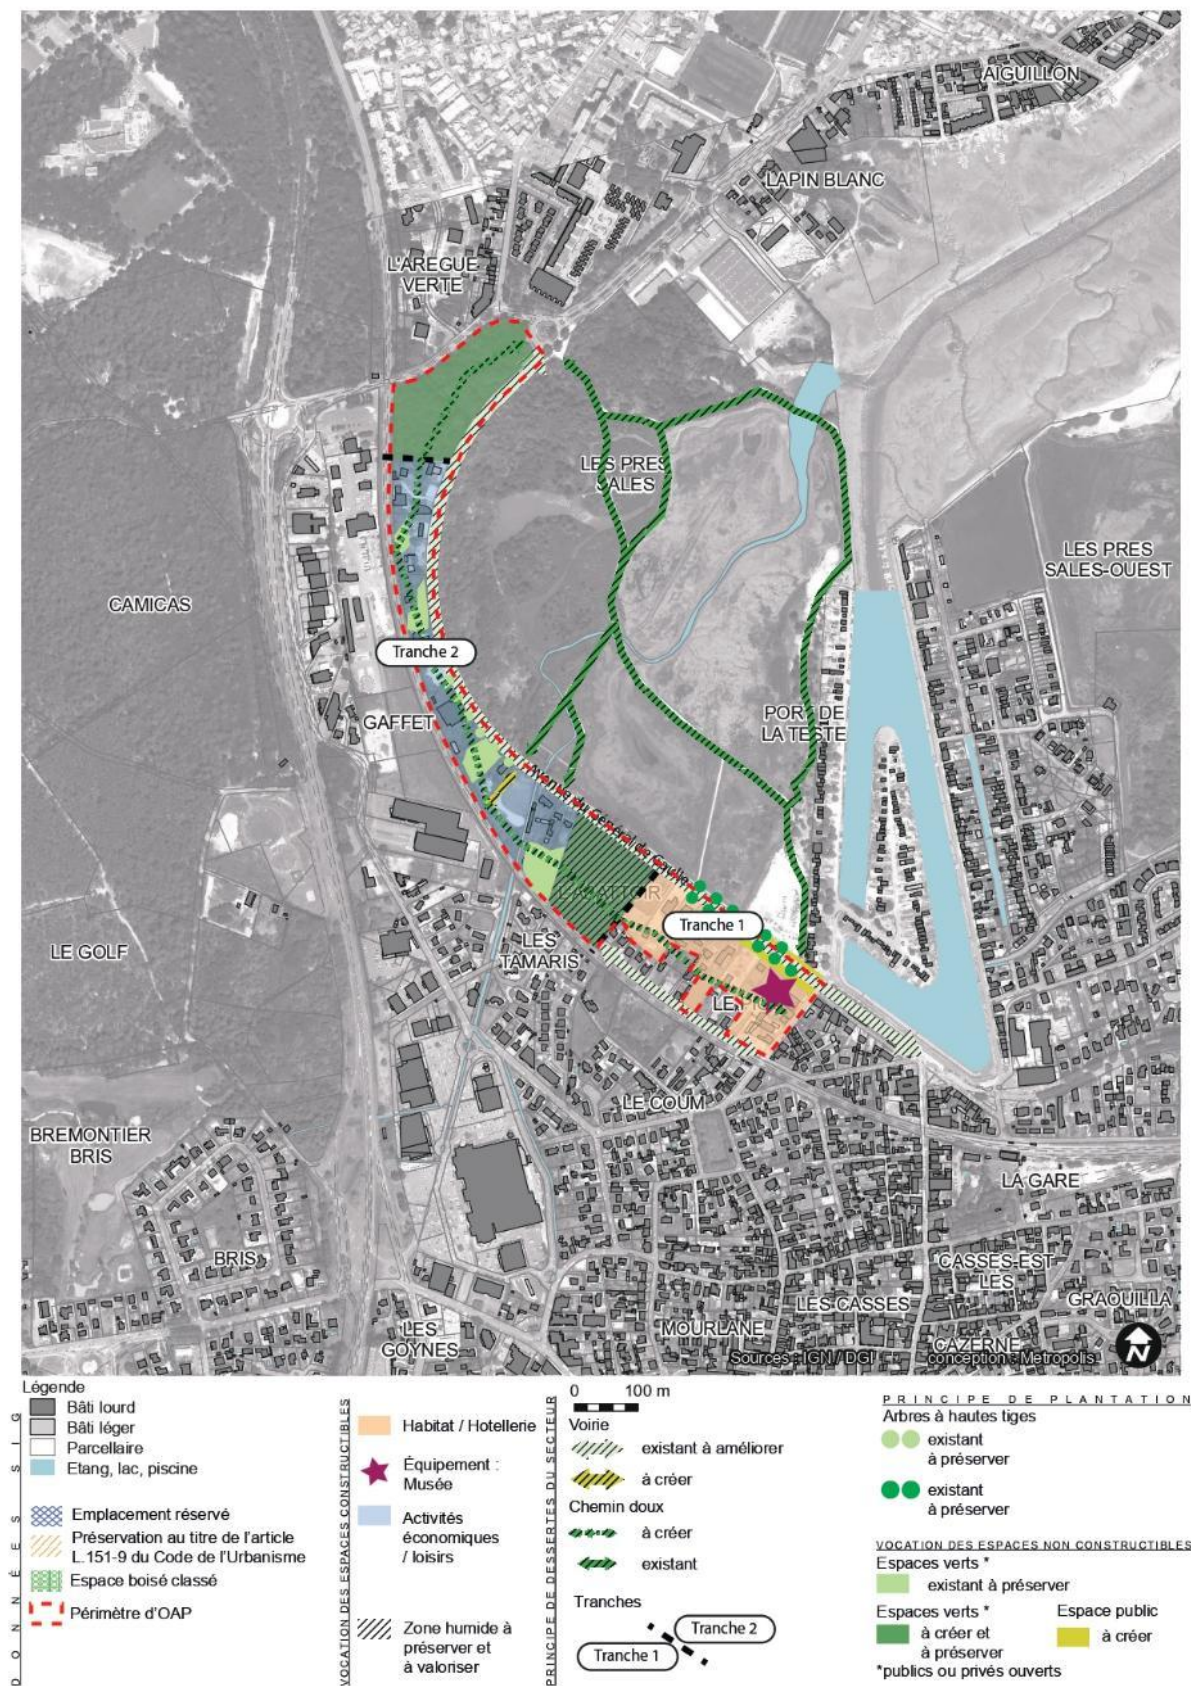 AIGUILLON
LAPIN BLANC
L'AREGUE
VERTE
LES PRES
SALES
LES PRES
SALES-OUEST
CAMICAS
Tranche 2
GAFFET
PORT DE
LA TESTE
Avenue du Général de Gaulle
Tranche 1
LE GOLF
LES
TAMARIS
LE
LE COUM
BREMONTIER
BRIS
LA GARE
BRIS
CASSES-EST
LES
GRAOUILLA
LES CASSES
LES
GOYNES
MOURLANE
CAZERNE
Sources : IGN / DGI
conception : Metropolis
N
Légende
DONNÉES SIG
Bâti lourd
Bâti léger
Parcellaire
Etang, lac, piscine
Emplacement réservé
Préservation au titre de l'article
L.151-9 du Code de l'Urbanisme
Espace boisé classé
Périmètre d'OAP
VOCATION DES ESPACES CONSTRUCTIBLES
Habitat / Hotellerie
Équipement :
Musée
Activités
économiques
/ loisirs
Zone humide à
préserver et
à valoriser
PRINCIPE DE DESSERTES DU SECTEUR
0 100 m
Voirie
existant à améliorer
à créer
Chemin doux
à créer
existant
Tranches
Tranche 2
Tranche 1
PRINCIPE DE PLANTATION
Arbres à hautes tiges
existant
à préserver
existant
à préserver
VOCATION DES ESPACES NON CONSTRUCTIBLES
Espaces verts *
existant à préserver
Espaces verts *
à créer et
à préserver
Espace public
à créer
*publics ou privés ouverts